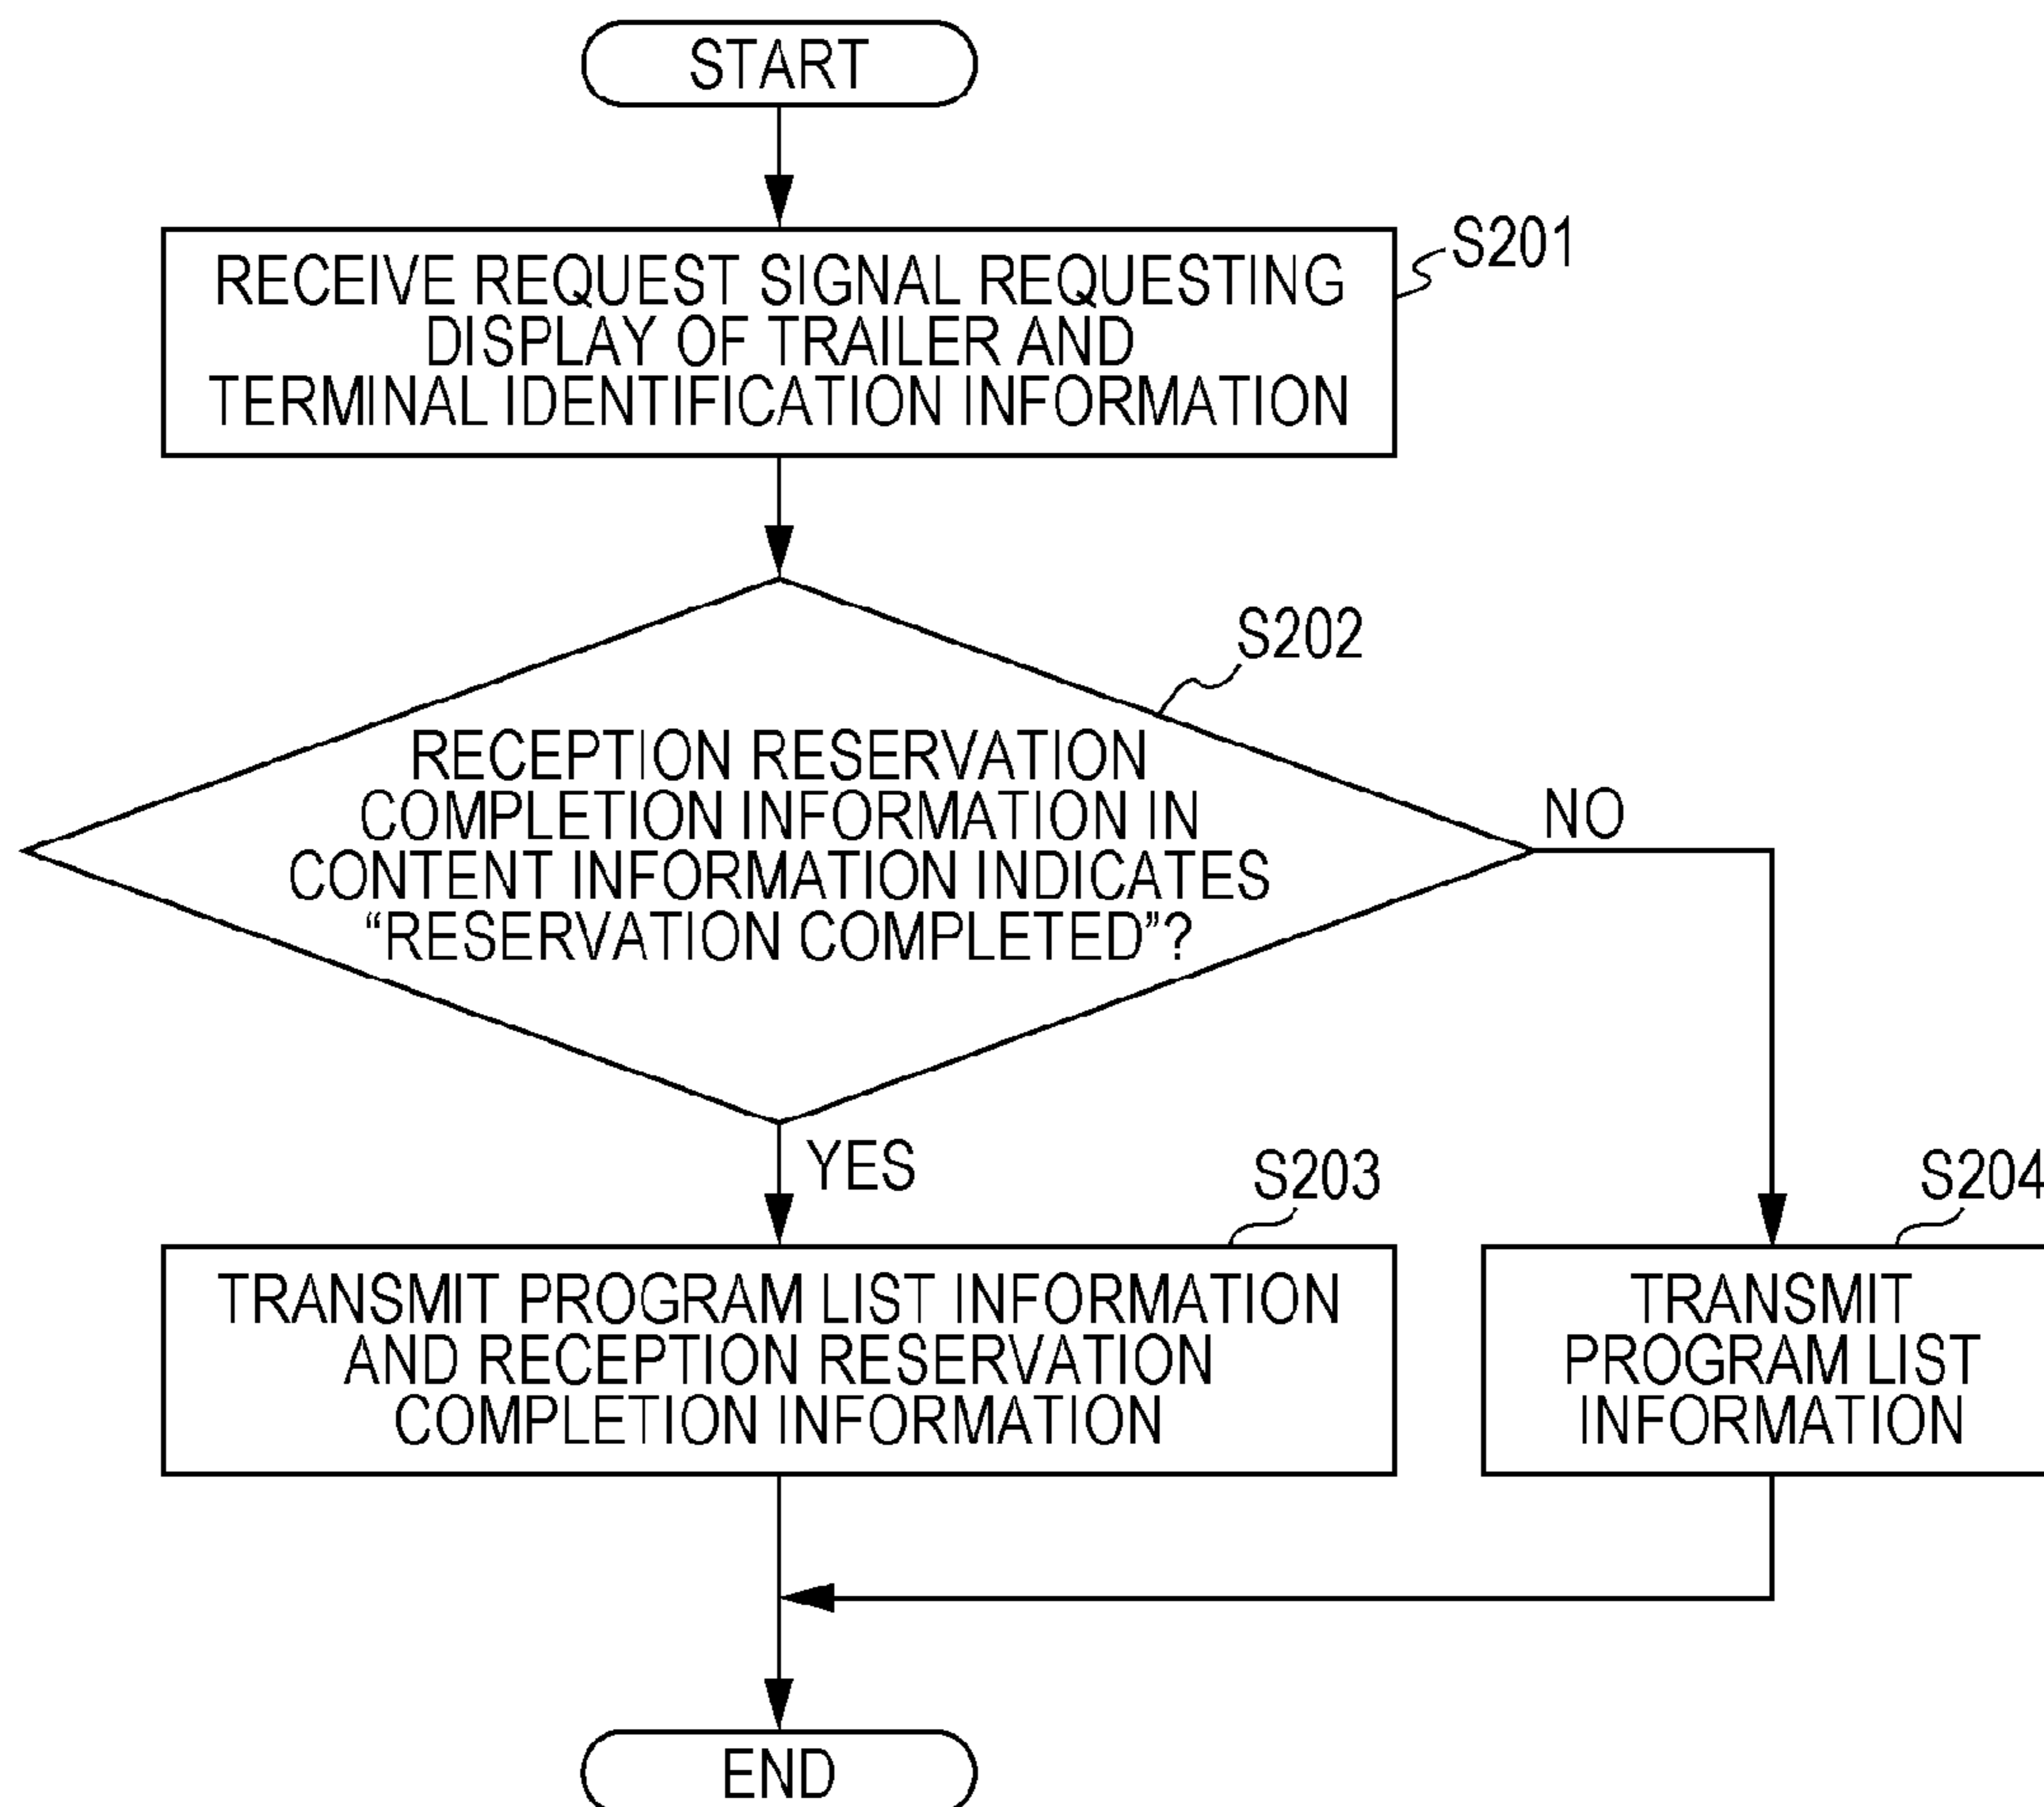 START
S201
RECEIVE REQUEST SIGNAL REQUESTING
DISPLAY OF TRAILER AND
TERMINAL IDENTIFICATION INFORMATION
S202
RECEPTION RESERVATION
COMPLETION INFORMATION IN
CONTENT INFORMATION INDICATES
“RESERVATION COMPLETED”?
NO
YES
S203
TRANSMIT PROGRAM LIST INFORMATION
AND RECEPTION RESERVATION
COMPLETION INFORMATION
S204
TRANSMIT
PROGRAM LIST
INFORMATION
END